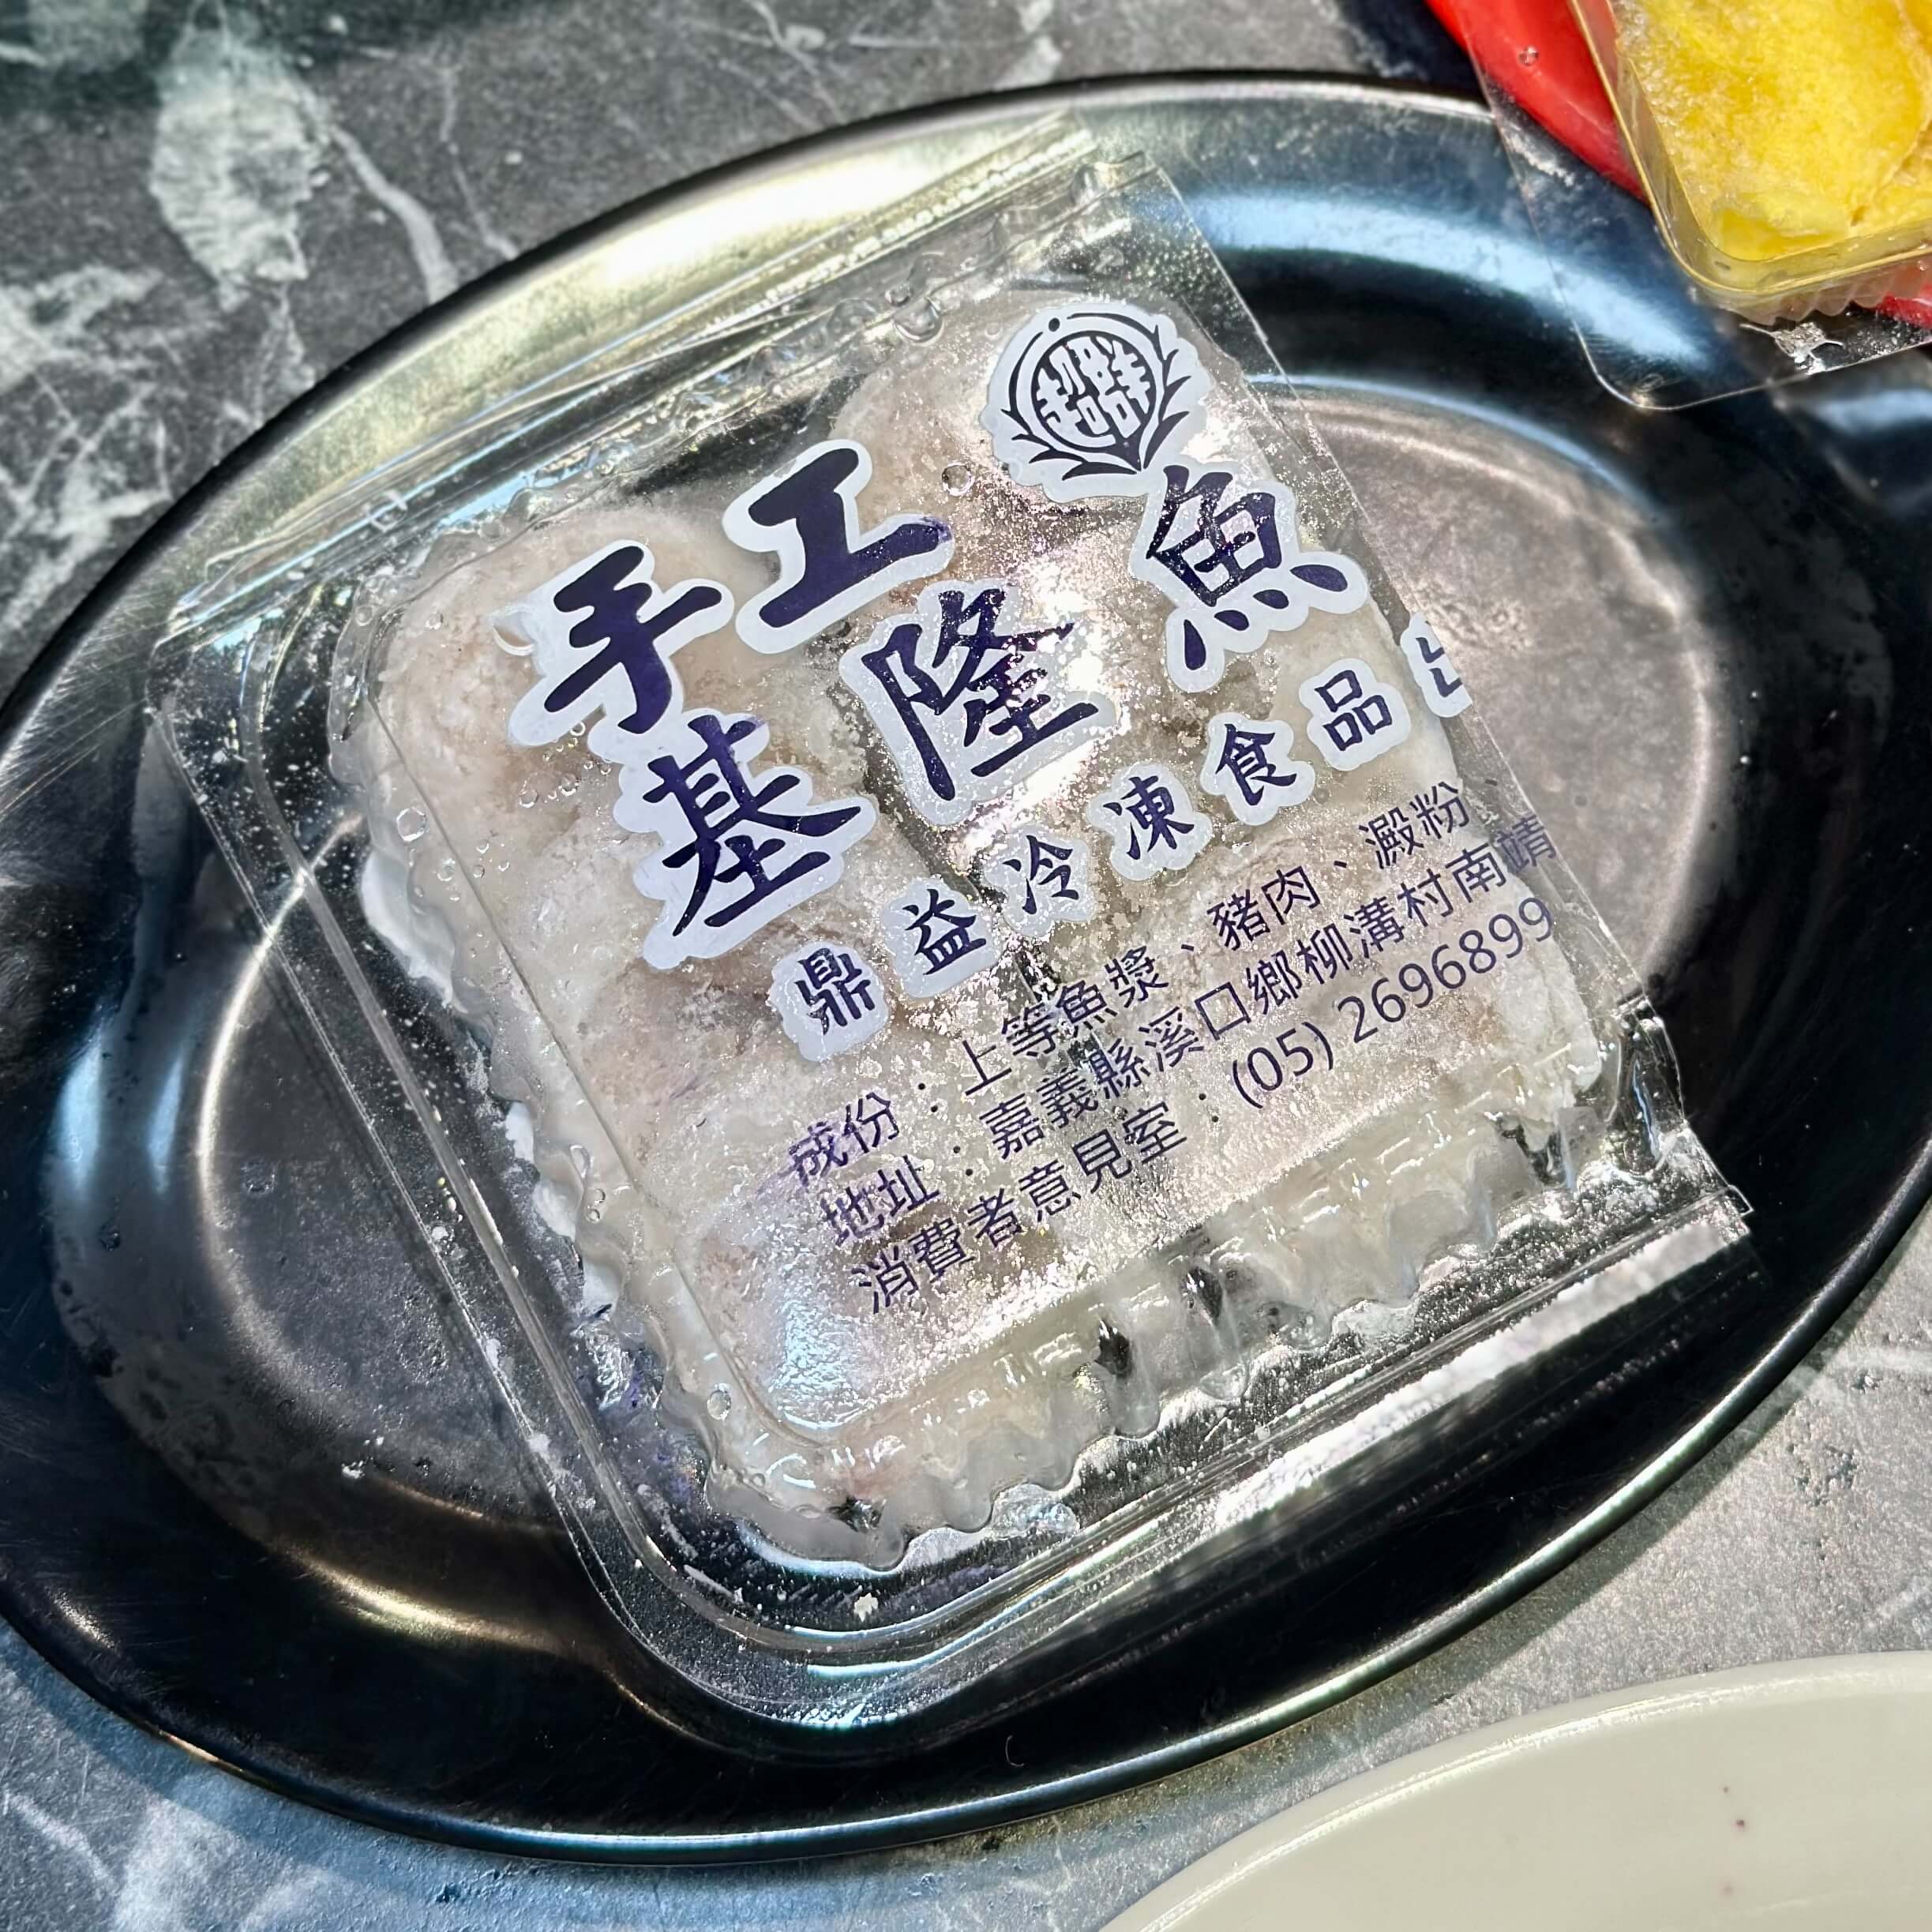 超群
手工
基隆魚
鼎益冷凍食品
成份：上等魚漿、豬肉、澱粉、
地址：嘉義縣溪口鄉柳溝村南靖
消費者意見室：(05) 2696899